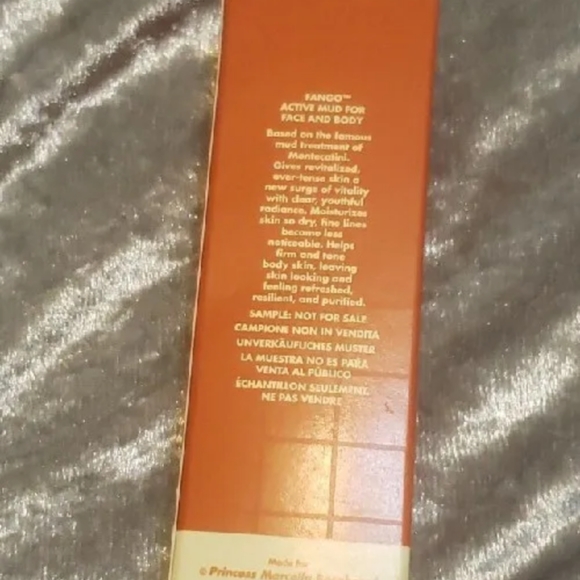 FANGO™
ACTIVE MUD FOR
FACE AND BODY
Based on the famous
mud treatment of
Montecatini.
Gives revitalized,
over-tense skin a
new surge of vitality
with clear, youthful
radiance. Moisturizes
skin so dry, fine lines
become less
noticeable. Helps
firm and tone
body skin, leaving
skin looking and
feeling refreshed,
resilient, and purified.
SAMPLE: NOT FOR SALE
CAMPIONE NON IN VENDITA
UNVERKÄUFLICHES MUSTER
LA MUESTRA NO ES PARA
VENTA AL PÚBLICO
ÉCHANTILLON SEULEMENT.
NE PAS VENDRE
Made for
© Princess Marcella